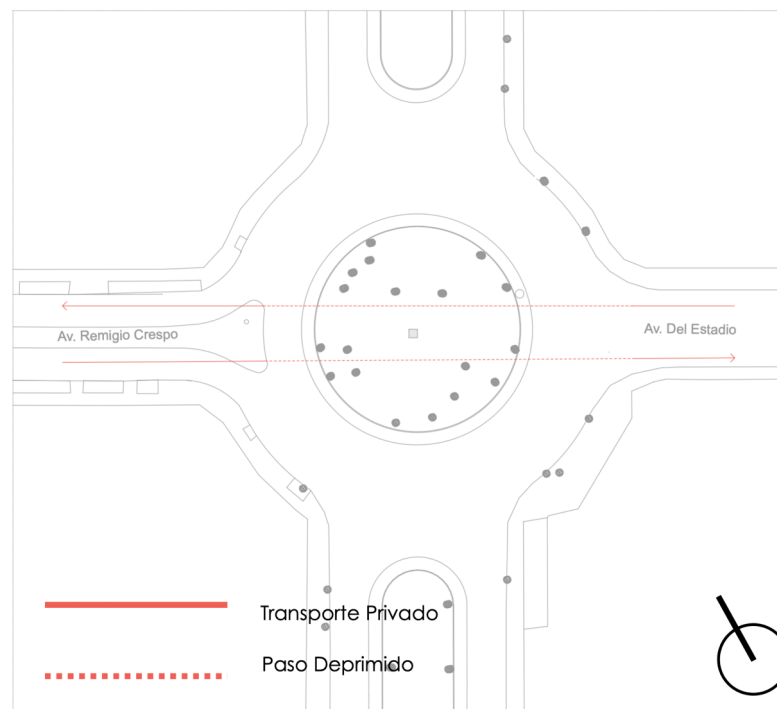 Av. Remigio Crespo
Av. Del Estadio
Transporte Privado
Paso Deprimido